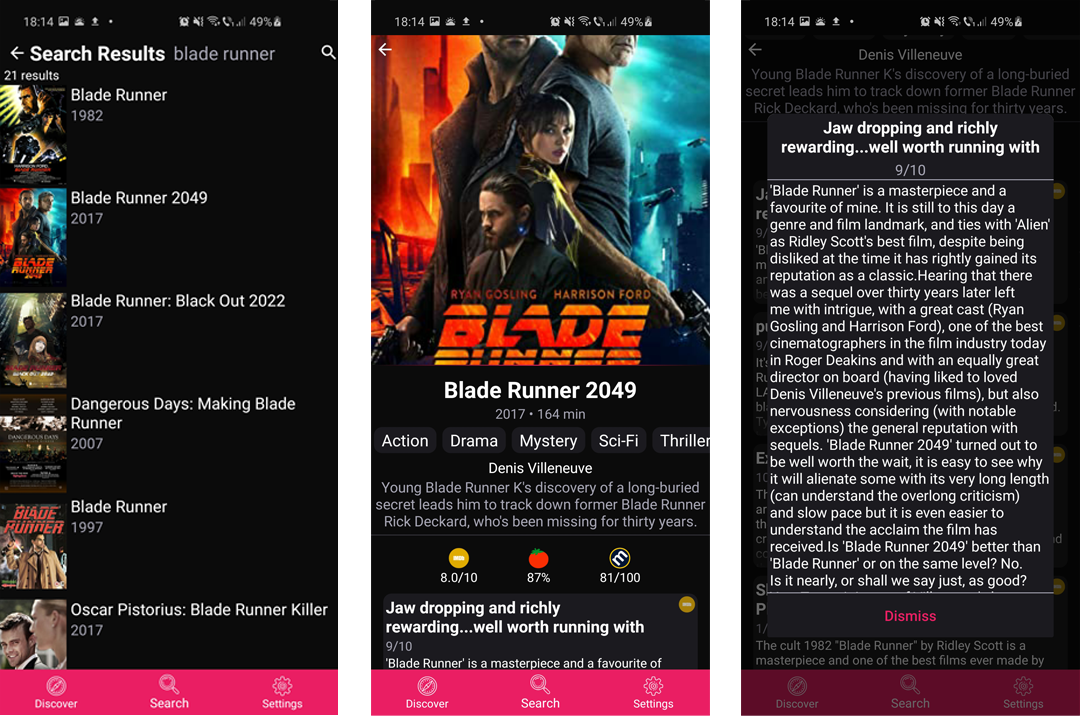 18:14
49%
Search Results blade runner
21 results
Blade Runner
1982
Blade Runner 2049
2017
Blade Runner: Black Out 2022
2017
Dangerous Days: Making Blade
Runner
2007
Blade Runner
1997
Oscar Pistorius: Blade Runner Killer
2017
Discover
Search
Settings
18:14
49%
RYAN GOSLING HARRISON FORD
BLADE
RUNNER
Blade Runner 2049
2017 • 164 min
Action Drama Mystery Sci-Fi Thriller
Denis Villeneuve
Young Blade Runner K's discovery of a long-buried
secret leads him to track down former Blade Runner
Rick Deckard, who's been missing for thirty years.
8.0/10 87% 81/100
Jaw dropping and richly
rewarding...well worth running with
9/10
'Blade Runner' is a masterpiece and a favourite of
Discover
Search
Settings
18:14
49%
Denis Villeneuve
Young Blade Runner K's discovery of a long-buried
secret leads him to track down former Blade Runner
Rick Deckard, who's been missing for thirty years.
Jaw dropping and richly
rewarding...well worth running with
9/10
'Blade Runner' is a masterpiece and a
favourite of mine. It is still to this day a
genre and film landmark, and ties with 'Alien'
as Ridley Scott's best film, despite being
disliked at the time it has rightly gained its
reputation as a classic.Hearing that there
was a sequel over thirty years later left
me with intrigue, with a great cast (Ryan
Gosling and Harrison Ford), one of the best
cinematographers in the film industry today
in Roger Deakins and with an equally great
director on board (having liked to loved
Denis Villeneuve's previous films), but also
nervousness considering (with notable
exceptions) the general reputation with
sequels. 'Blade Runner 2049' turned out to
be well worth the wait, it is easy to see why
it will alienate some with its very long length
(can understand the overlong criticism)
and slow pace but it is even easier to
understand the acclaim the film has
received.Is 'Blade Runner 2049' better than
'Blade Runner' or on the same level? No.
Is it nearly, or shall we say just, as good?
Dismiss
The cult 1982 "Blade Runner" by Ridley Scott is a
masterpiece and one of the best films ever made by
Discover
Search
Settings